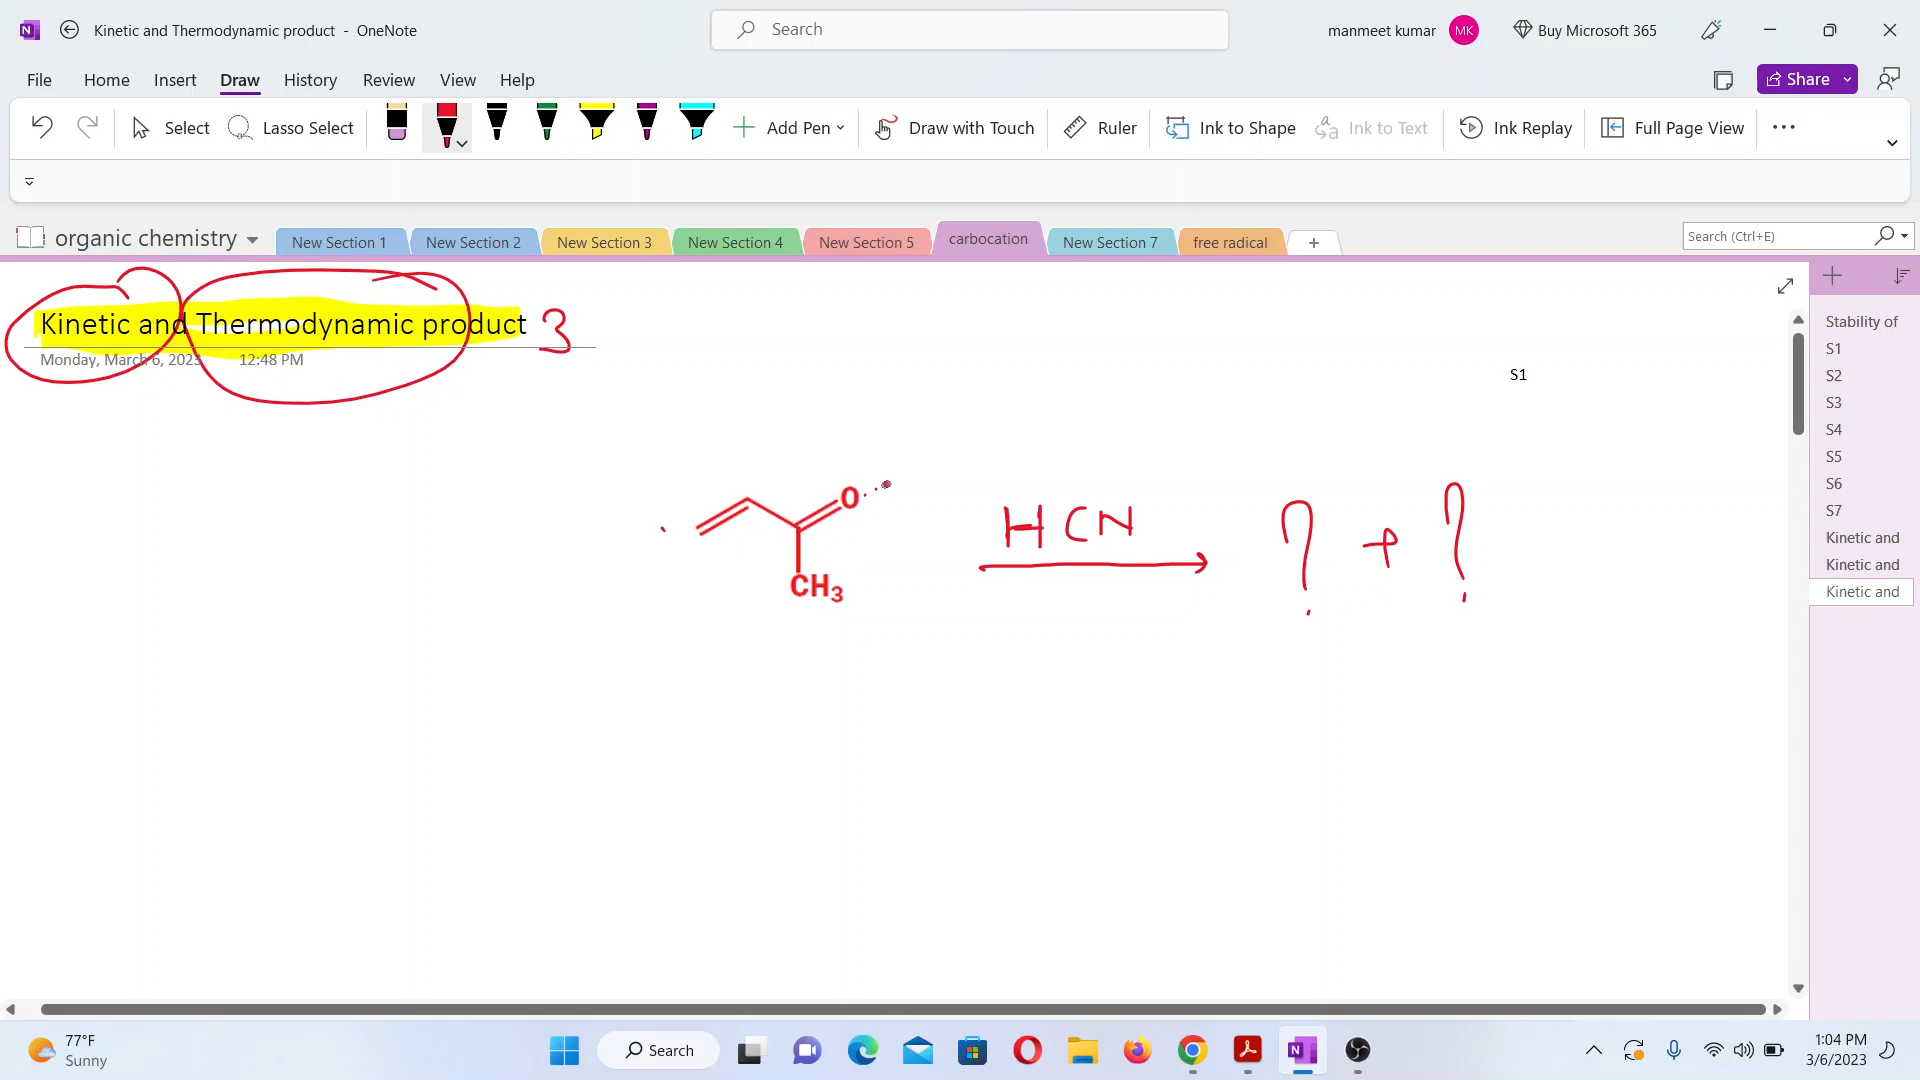 Kinetic and Thermodynamic product - OneNote
Search
manmeet kumar
MK
Buy Microsoft 365
File Home Insert Draw History Review View Help
Share
Select Lasso Select Add Pen Draw with Touch Ruler Ink to Shape Ink to Text Ink Replay Full Page View
organic chemistry New Section 1 New Section 2 New Section 3 New Section 4 New Section 5 carbocation New Section 7 free radical +
Search (Ctrl+E)
Kinetic and Thermodynamic product 3
Monday, March 6, 2023 12:48 PM
S1
O
CH3
HCN
? + ?
Stability of
S1
S2
S3
S4
S5
S6
S7
Kinetic and
Kinetic and
Kinetic and
77°F
Sunny
Search
1:04 PM
3/6/2023